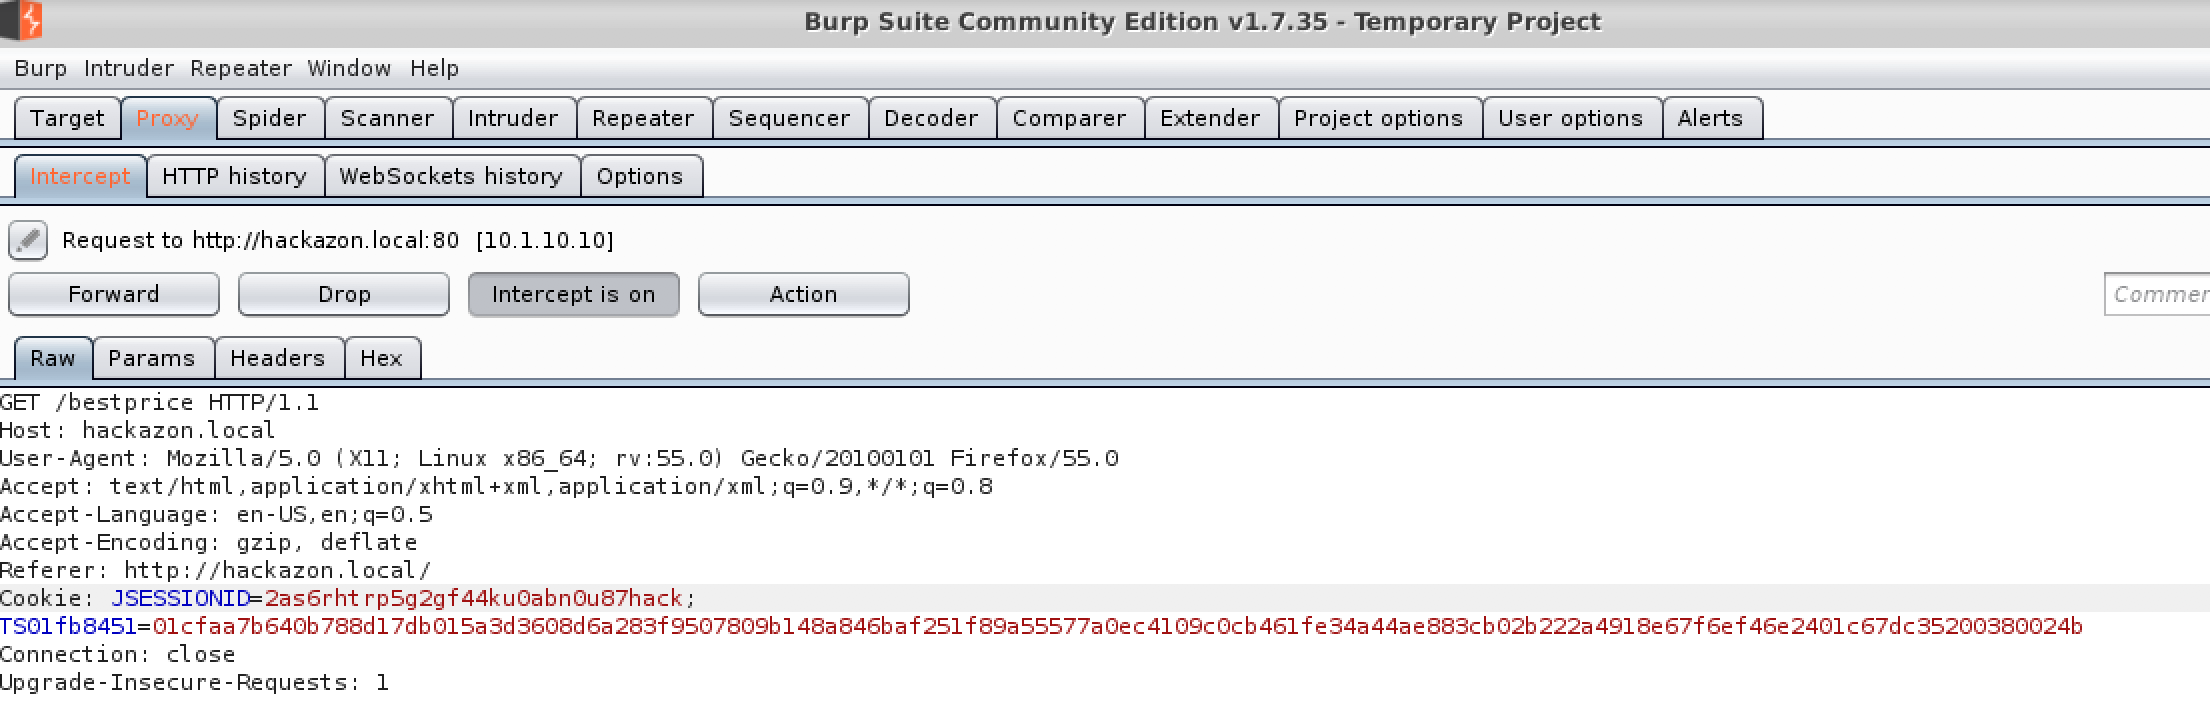 Burp Suite Community Edition v1.7.35 - Temporary Project
Burp Intruder Repeater Window Help
Target Proxy Spider Scanner Intruder Repeater Sequencer Decoder Comparer Extender Project options User options Alerts
Intercept HTTP history WebSockets history Options
Request to http://hackazon.local:80 [10.1.10.10]
Forward Drop Intercept is on Action Commer
Raw Params Headers Hex
GET /bestprice HTTP/1.1
Host: hackazon.local
User-Agent: Mozilla/5.0 (X11; Linux x86_64; rv:55.0) Gecko/20100101 Firefox/55.0
Accept: text/html,application/xhtml+xml,application/xml;q=0.9,*/*;q=0.8
Accept-Language: en-US,en;q=0.5
Accept-Encoding: gzip, deflate
Referer: http://hackazon.local/
Cookie: JSESSIONID=2as6rhtrp5g2gf44ku0abn0u87hack;
TS01fb8451=01cfaa7b640b788d17db015a3d3608d6a283f9507809b148a846baf251f89a55577a0ec4109c0cb461fe34a44ae883cb02b222a4918e67f6ef46e2401c67dc35200380024b
Connection: close
Upgrade-Insecure-Requests: 1